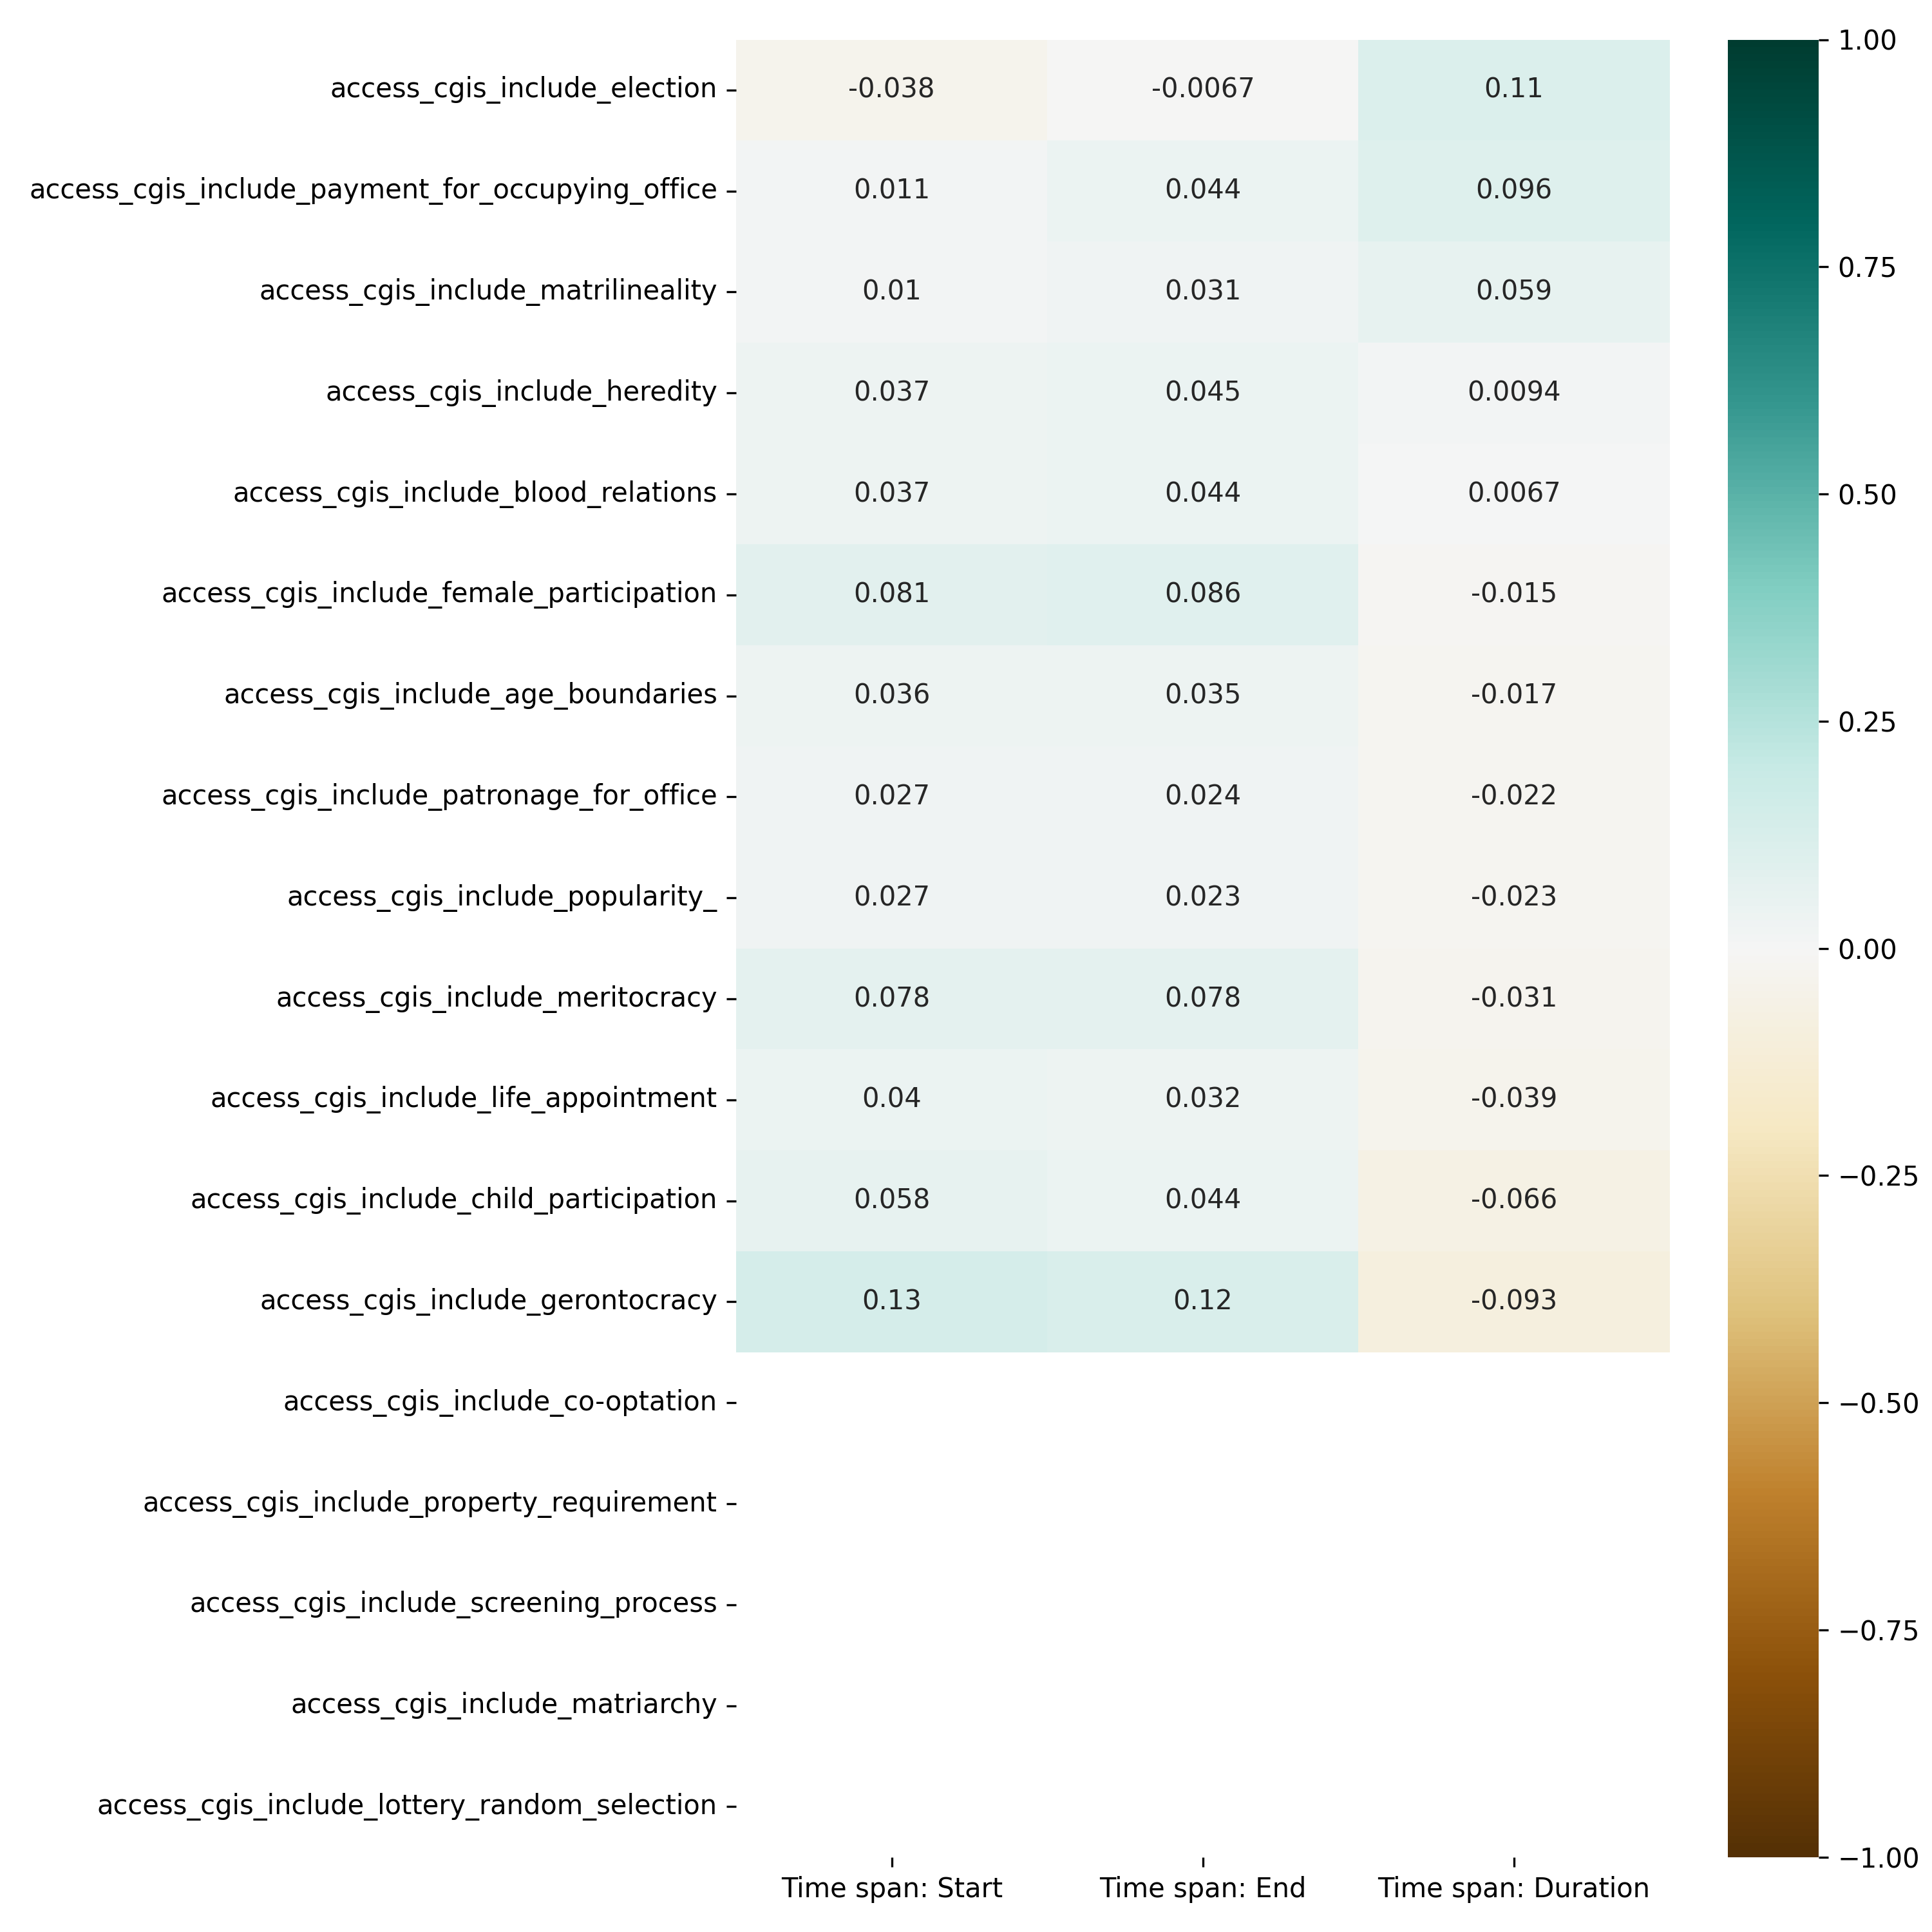 access_cgis_include_election -0.038 -0.0067 0.11
access_cgis_include_payment_for_occupying_office 0.011 0.044 0.096
access_cgis_include_matrilineality 0.01 0.031 0.059
access_cgis_include_heredity 0.037 0.045 0.0094
access_cgis_include_blood_relations 0.037 0.044 0.0067
access_cgis_include_female_participation 0.081 0.086 -0.015
access_cgis_include_age_boundaries 0.036 0.035 -0.017
access_cgis_include_patronage_for_office 0.027 0.024 -0.022
access_cgis_include_popularity_ 0.027 0.023 -0.023
access_cgis_include_meritocracy 0.078 0.078 -0.031
access_cgis_include_life_appointment 0.04 0.032 -0.039
access_cgis_include_child_participation 0.058 0.044 -0.066
access_cgis_include_gerontocracy 0.13 0.12 -0.093
access_cgis_include_co-optation
access_cgis_include_property_requirement
access_cgis_include_screening_process
access_cgis_include_matriarchy
access_cgis_include_lottery_random_selection
Time span: Start Time span: End Time span: Duration
1.00
0.75
0.50
0.25
0.00
−0.25
−0.50
−0.75
−1.00